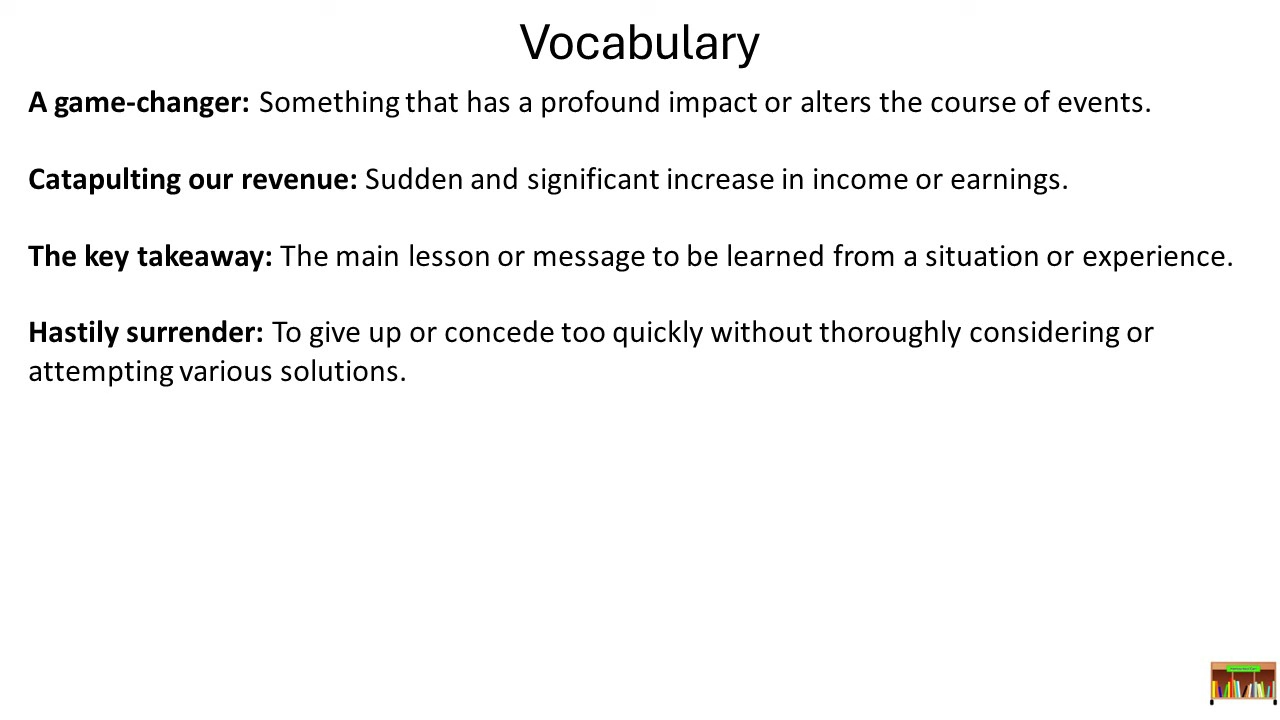 Vocabulary
A game-changer: Something that has a profound impact or alters the course of events.
Catapulting our revenue: Sudden and significant increase in income or earnings.
The key takeaway: The main lesson or message to be learned from a situation or experience.
Hastily surrender: To give up or concede too quickly without thoroughly considering or
attempting various solutions.